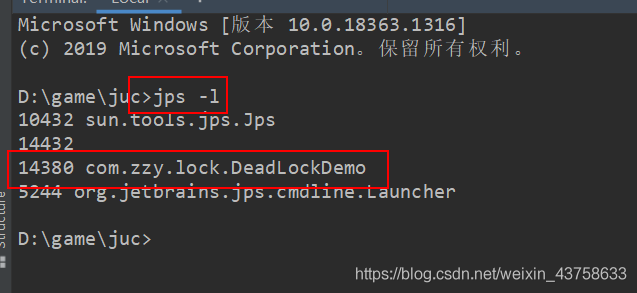 Terminal:
Local
Microsoft Windows [版本 10.0.18363.1316]
(c) 2019 Microsoft Corporation。保留所有权利。
D:\game\juc>jps -l
10432 sun.tools.jps.Jps
14432
14380 com.zzy.lock.DeadLockDemo
5244 org.jetbrains.jps.cmdline.Launcher
D:\game\juc>
Structure
https://blog.csdn.net/weixin_43758633